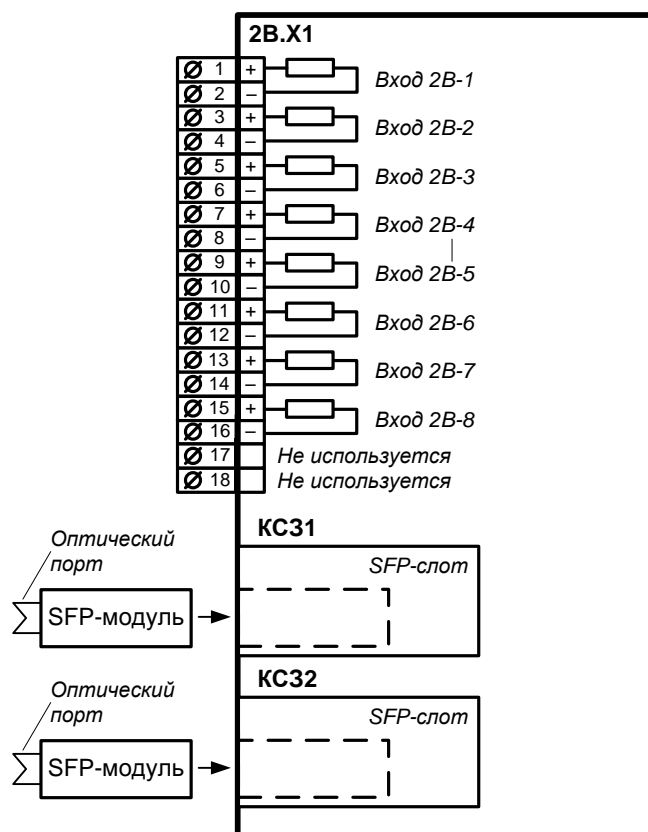 2В.X1
1 +
2 –
Вход 2В-1
3 +
4 –
Вход 2В-2
5 +
6 –
Вход 2В-3
7 +
8 –
Вход 2В-4
9 +
10 –
Вход 2В-5
11 +
12 –
Вход 2В-6
13 +
14 –
Вход 2В-7
15 +
16 –
Вход 2В-8
17 Не используется
18 Не используется
КСЗ1
Оптический
порт
SFP-слот
SFP-модуль
КСЗ2
Оптический
порт
SFP-слот
SFP-модуль